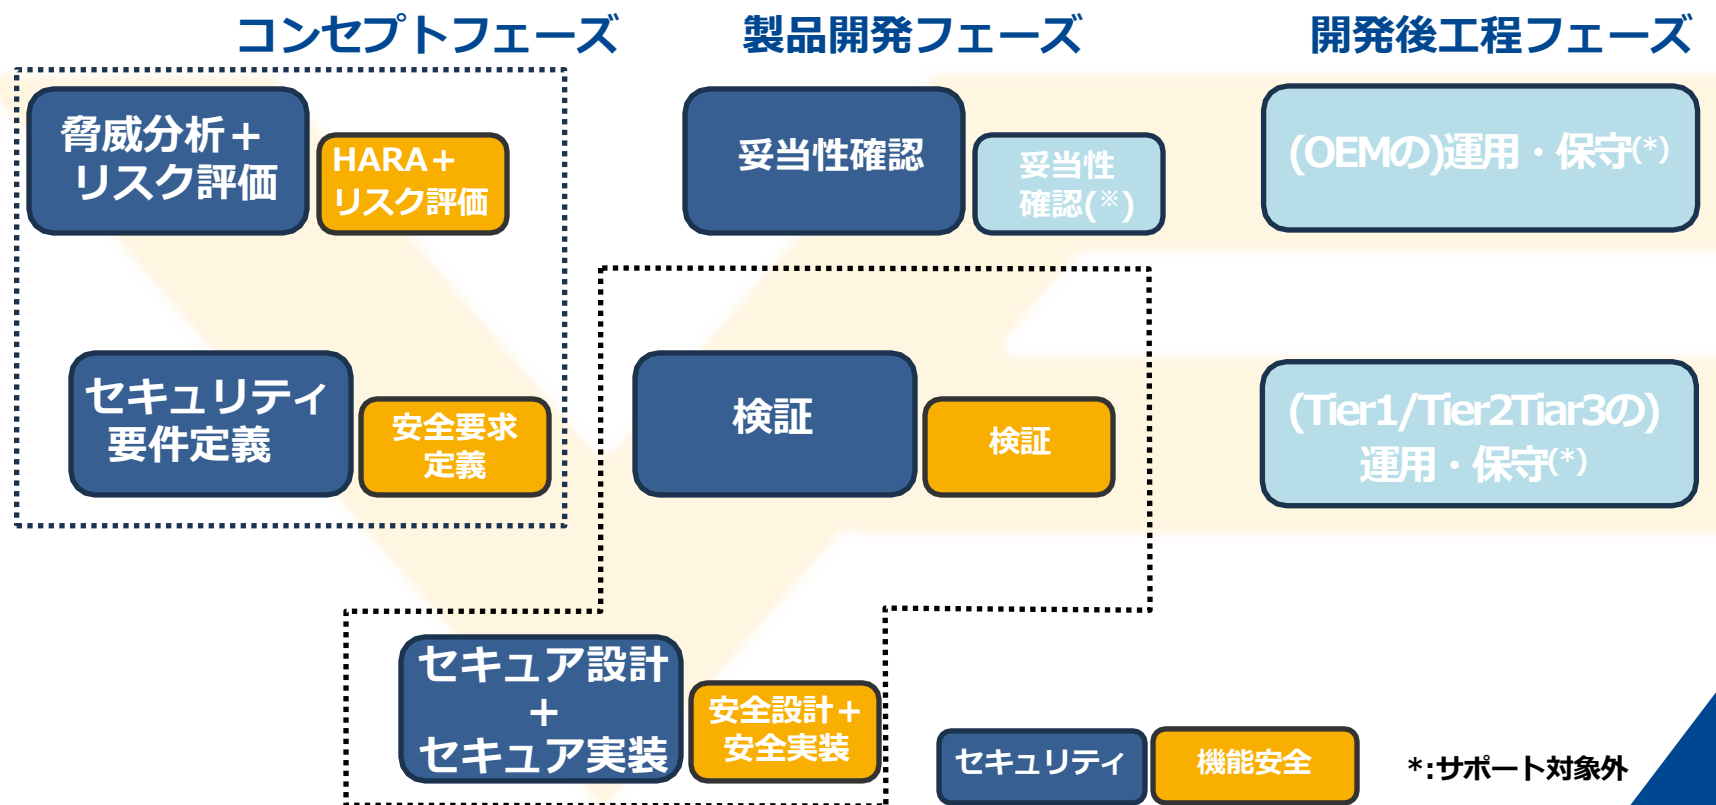 コンセプトフェーズ
製品開発フェーズ
開発後工程フェーズ
脅威分析＋
リスク評価
HARA＋
リスク評価
妥当性確認
妥当性
確認(※)
(OEMの)運用・保守(*)
セキュリティ
要件定義
安全要求
定義
検証
検証
(Tier1/Tier2Tiar3の)
運用・保守(*)
セキュア設計
＋
セキュア実装
安全設計＋
安全実装
セキュリティ
機能安全
*:サポート対象外